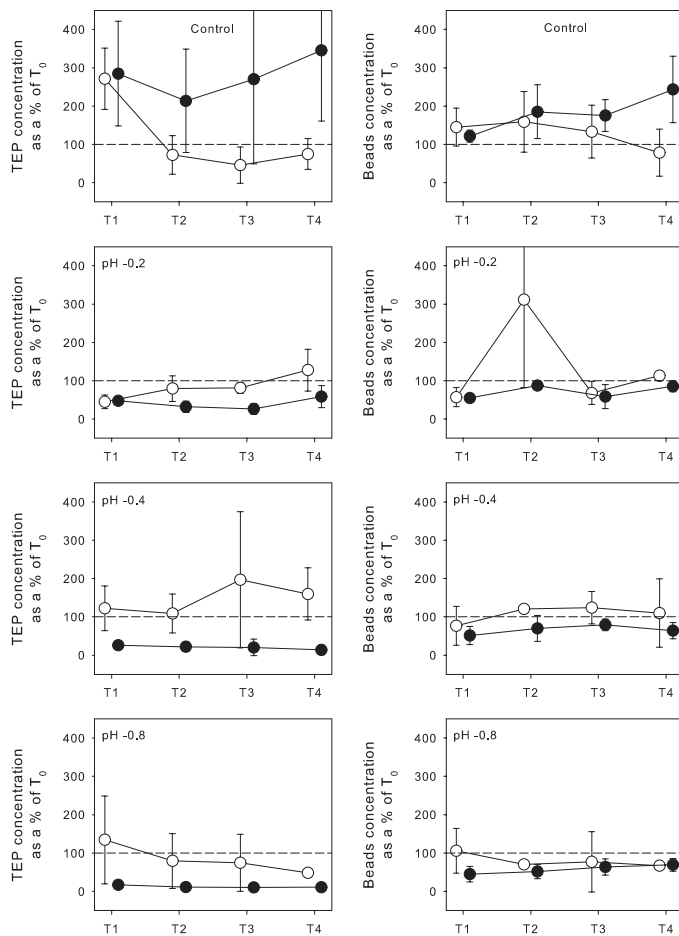 TEP concentration
as a % of T0
400
300
200
100
0
Control
T1 T2 T3 T4
Beads concentration
as a % of T0
400
300
200
100
0
Control
T1 T2 T3 T4
TEP concentration
as a % of T0
400
300
200
100
0
pH -0.2
T1 T2 T3 T4
Beads concentration
as a % of T0
400
300
200
100
0
pH -0.2
T1 T2 T3 T4
TEP concentration
as a % of T0
400
300
200
100
0
pH -0.4
T1 T2 T3 T4
Beads concentration
as a % of T0
400
300
200
100
0
pH -0.4
T1 T2 T3 T4
TEP concentration
as a % of T0
400
300
200
100
0
pH -0.8
T1 T2 T3 T4
Beads concentration
as a % of T0
400
300
200
100
0
pH -0.8
T1 T2 T3 T4